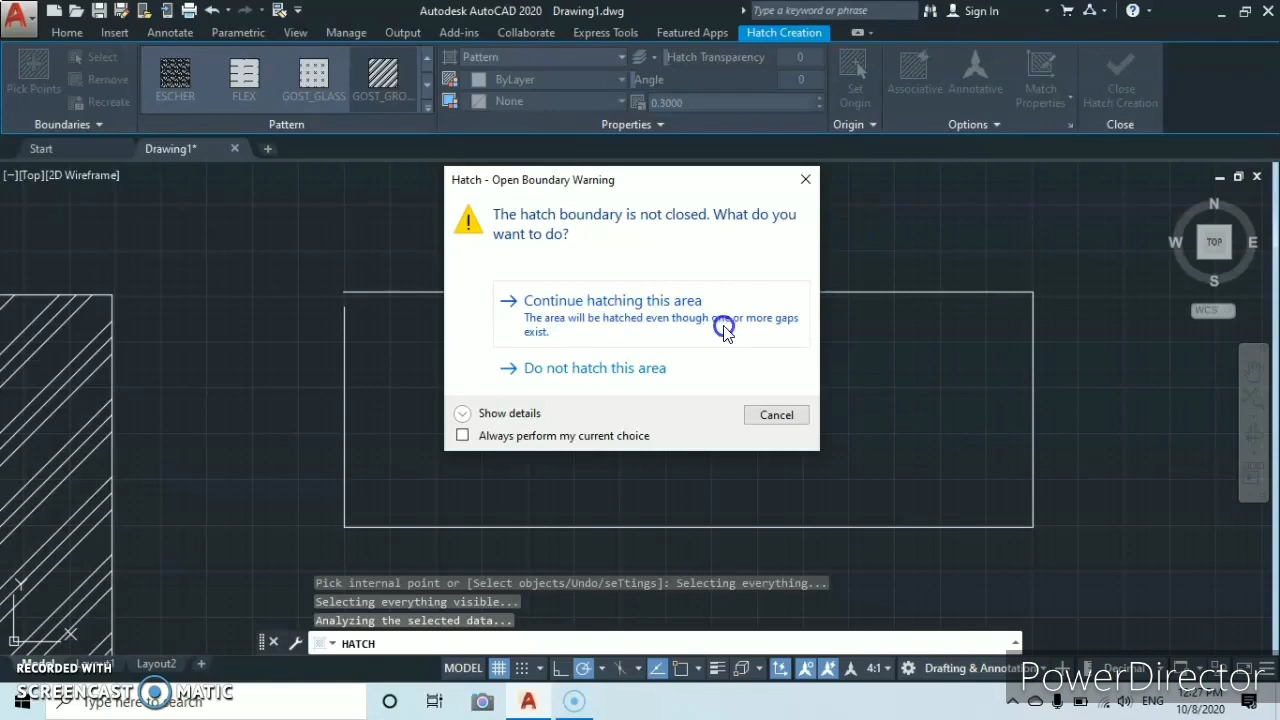 Autodesk AutoCAD 2020 Drawing1.dwg
Type a keyword or phrase
Sign In
Home Insert Annotate Parametric View Manage Output Add-ins Collaborate Express Tools Featured Apps Hatch Creation
Pick Points
Select
Remove
Recreate
Boundaries
ESCHER
FLEX
GOST_GLASS
GOST_GRO...
Pattern
Pattern
ByLayer
None
Hatch Transparency 0
Angle 0
0.3000
Properties
Set
Origin
Origin
Associative
Annotative
Match
Properties
Options
Close
Hatch Creation
Close
Start
Drawing1*
[−][Top][2D Wireframe]
Hatch - Open Boundary Warning
The hatch boundary is not closed. What do you
want to do?
Continue hatching this area
The area will be hatched even though one or more gaps
exist.
Do not hatch this area
Show details
Cancel
Always perform my current choice
N
W
TOP
E
S
WCS
Y
X
Pick internal point or [Select objects/Undo/seTtings]: Selecting everything...
Selecting everything visible...
Analyzing the selected data...
HATCH
Layout2
MODEL
4:1
Drafting & Annotation
Decimal
RECORDED WITH
SCREENCAST MATIC
Type here to search
PowerDirector
12:27 PM
ENG
10/8/2020